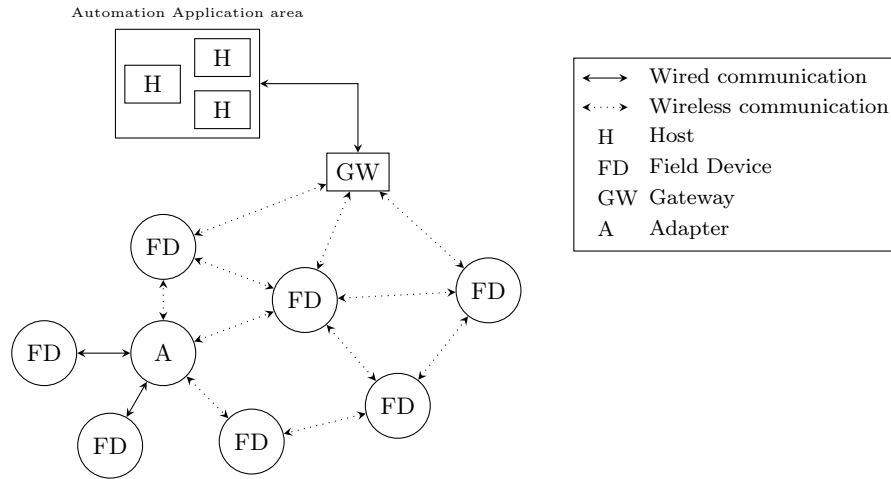 Automation Application area
H
H
H
GW
FD
FD
FD
FD
A
FD
FD
FD
Wired communication
Wireless communication
H Host
FD Field Device
GW Gateway
A Adapter